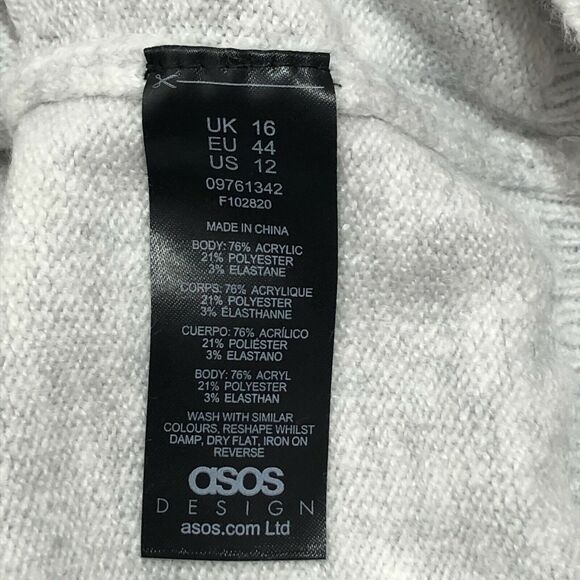 UK 16
EU 44
US 12
09761342
F102820
MADE IN CHINA
BODY: 76% ACRYLIC
21% POLYESTER
3% ELASTANE
CORPS: 76% ACRYLIQUE
21% POLYESTER
3% ÉLASTHANNE
CUERPO: 76% ACRÍLICO
21% POLIÉSTER
3% ELASTANO
BODY: 76% ACRYL
21% POLYESTER
3% ELASTHAN
WASH WITH SIMILAR
COLOURS, RESHAPE WHILST
DAMP, DRY FLAT, IRON ON
REVERSE
asos
DESIGN
asos.com Ltd